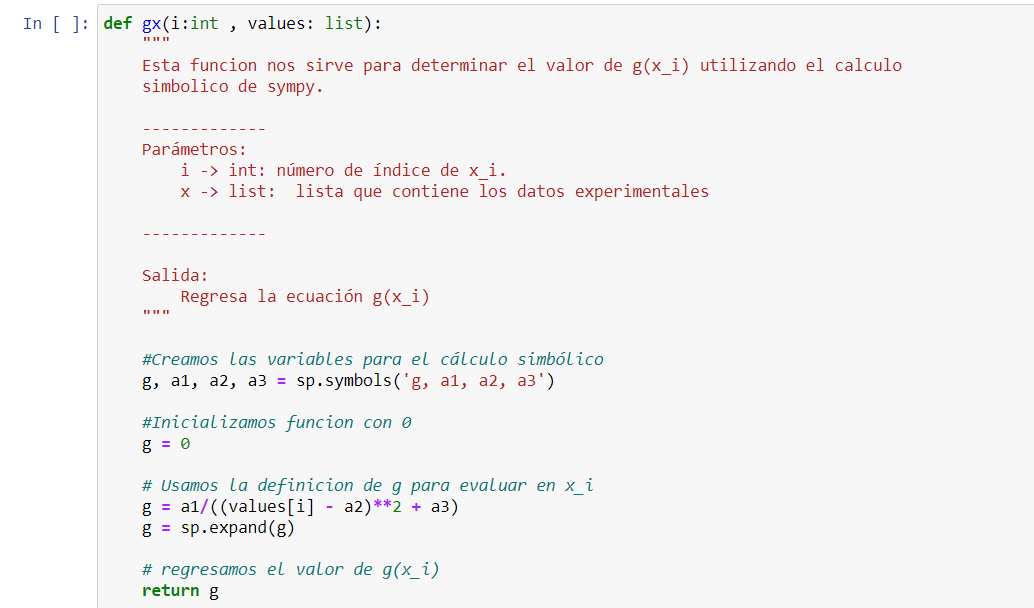 In [ ]: def gx(i:int , values: list):
"""
Esta funcion nos sirve para determinar el valor de g(x_i) utilizando el calculo
simbolico de sympy.
-------------
Parámetros:
i -> int: número de índice de x_i.
x -> list:  lista que contiene los datos experimentales
-------------
Salida:
Regresa la ecuación g(x_i)
"""
#Creamos las variables para el cálculo simbólico
g, a1, a2, a3 = sp.symbols('g, a1, a2, a3')
#Inicializamos funcion con 0
g = 0
# Usamos la definicion de g para evaluar en x_i
g = a1/((values[i] - a2)**2 + a3)
g = sp.expand(g)
# regresamos el valor de g(x_i)
return g